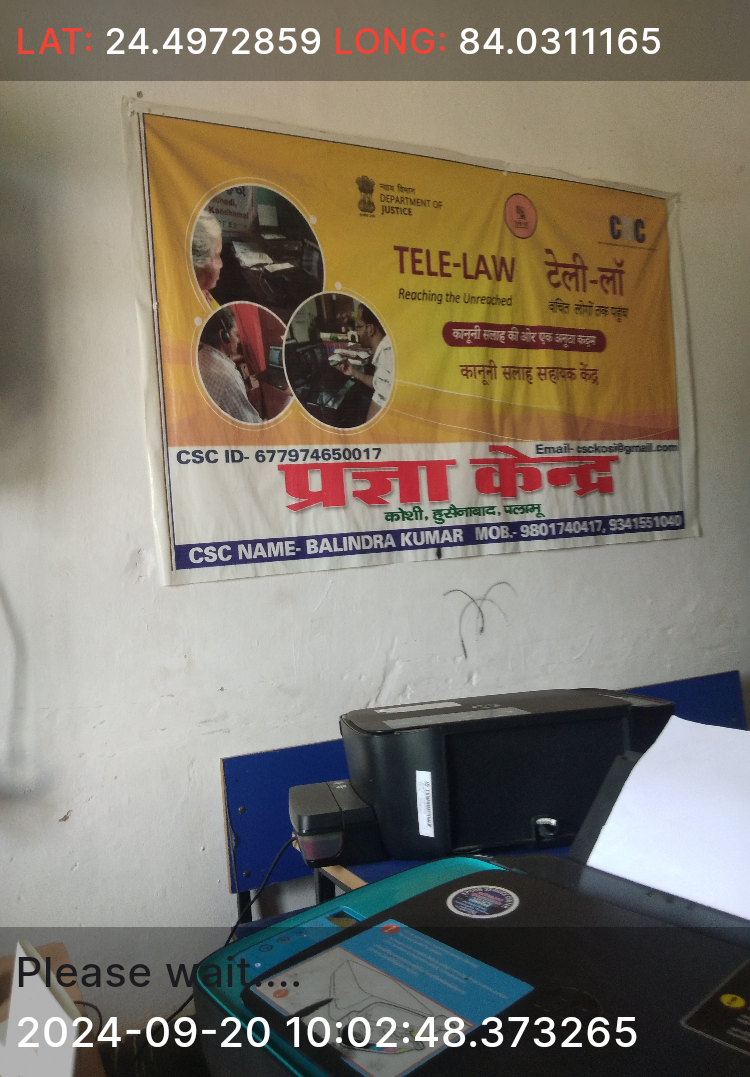 LAT: 24.4972859 LONG: 84.0311165
न्याय विभाग
DEPARTMENT OF
JUSTICE
TELE-LAW टेली-लॉ
Reaching the Unreached वंचित लोगों तक पहुंच
कानूनी सलाह की ओर एक अनूठा कदम
कानूनी सलाह सहायक केंद्र
CSC ID- 677974650017
Email- csckosi@gmail.com
प्रज्ञा केन्द्र
कोशी, हुसैनाबाद, पलामू
CSC NAME- BALINDRA KUMAR MOB.- 9801740417, 9341551040
Please wait....
2024-09-20 10:02:48.373265